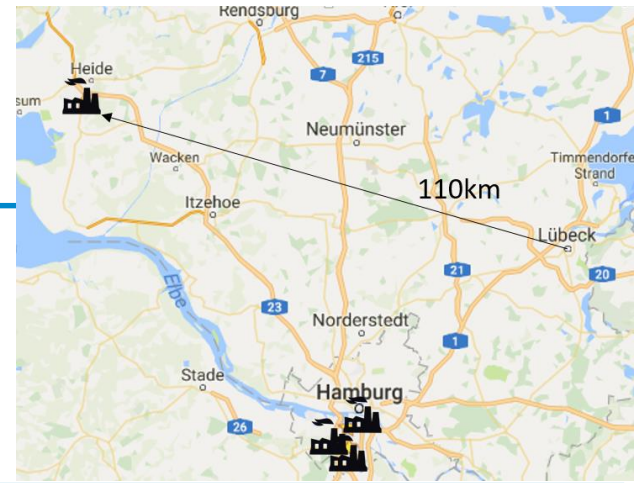 Rendsburg
215
7
Heide
sum
1
Neumünster
Wacken
Timmendorfe
Strand
110km
Itzehoe
Lübeck
21
20
Elbe
23
Norderstedt
1
Stade
Hamburg
26